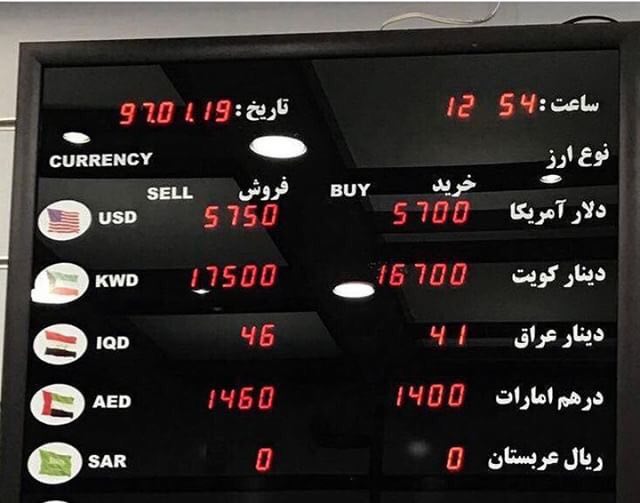 ساعت: 12 54 تاریخ: 97.01.19
نوع ارز CURRENCY
خرید BUY فروش SELL
دلار آمریکا 5700 5750 USD
دینار کویت 16700 17500 KWD
دینار عراق 41 46 IQD
درهم امارات 1400 1460 AED
ریال عربستان 0 0 SAR